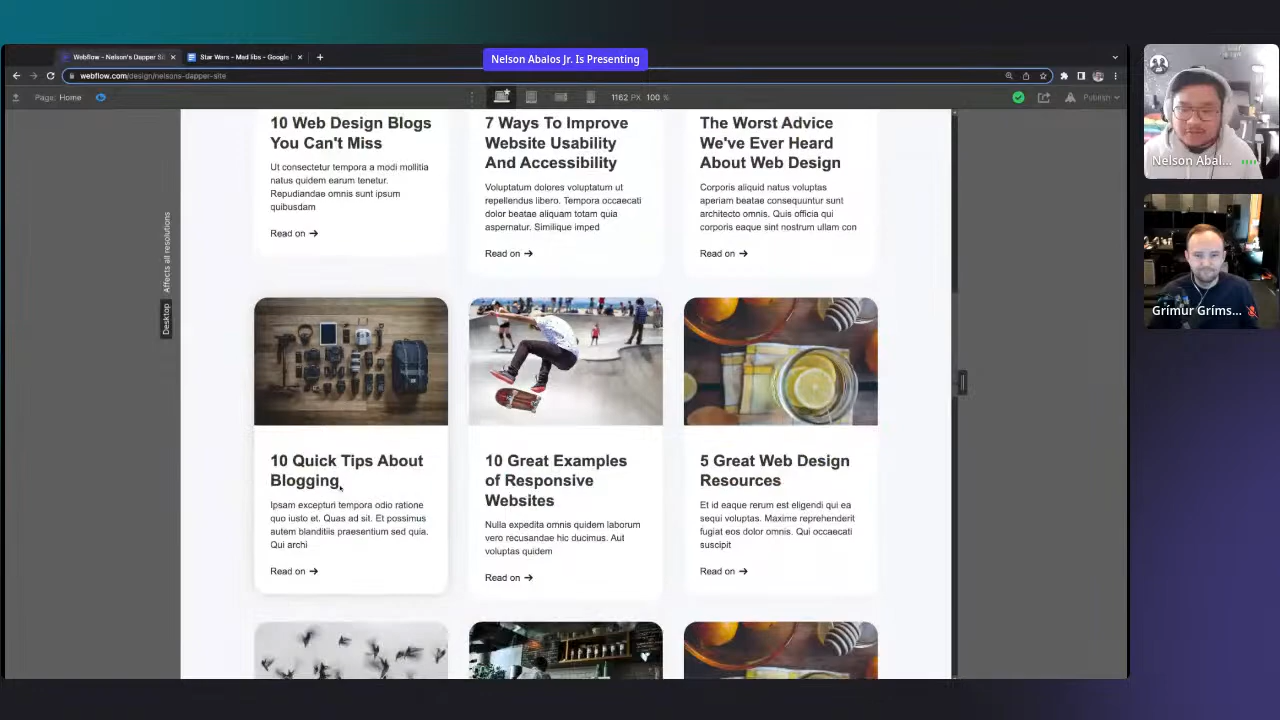 Nelson Abalos Jr. Is Presenting
Webflow - Nelson's Dapper Si
Star Wars - Mad libs - Google
webflow.com/design/nelsons-dapper-site
Page: Home
1162 PX 100 %
Publish
10 Web Design Blogs
You Can't Miss
Ut consectetur tempora a modi mollitia
natus quidem earum tenetur.
Repudiandae omnis sunt ipsum
quibusdam
Read on →
7 Ways To Improve
Website Usability
And Accessibility
Voluptatum dolores voluptatum ut
repellendus libero. Tempora occaecati
dolor beatae aliquam totam quia
aspernatur. Similique imped
Read on →
The Worst Advice
We've Ever Heard
About Web Design
Corporis aliquid natus voluptas
aperiam beatae consequuntur sunt
architecto omnis. Quis officia qui
corporis eaque sint nostrum ullam con
Read on →
Desktop Affects all resolutions
10 Quick Tips About
Blogging
Ipsam excepturi tempora odio ratione
quo iusto et. Quas ad sit. Et possimus
autem blanditiis praesentium sed quia.
Qui archi
Read on →
10 Great Examples
of Responsive
Websites
Nulla expedita omnis quidem laborum
vero recusandae hic ducimus. Aut
voluptas quidem
Read on →
5 Great Web Design
Resources
Et id eaque rerum est eligendi qui ea
sequi voluptas. Maxime reprehenderit
fugiat eos dolor omnis. Qui occaecati
suscipit
Read on →
Nelson Abal...
Grímur Gríms...